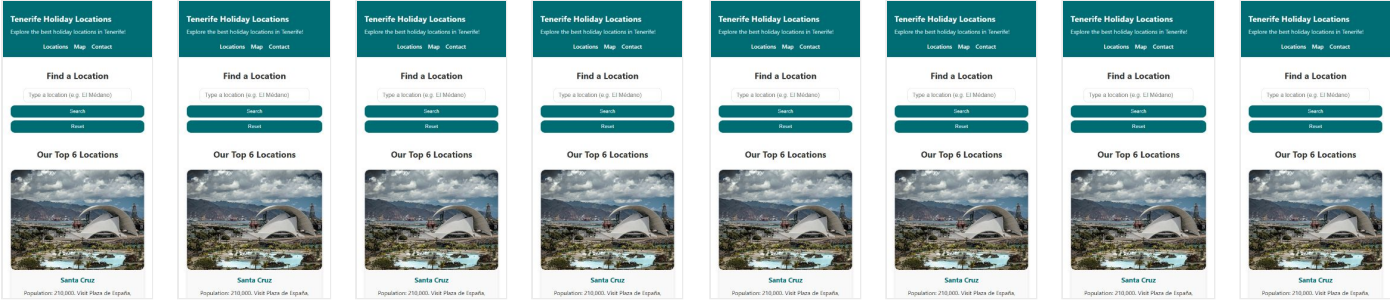 Tenerife Holiday Locations
Explore the best holiday locations in Tenerife!
Locations Map Contact
Find a Location
Type a location (e.g. El Médano)
Search
Reset
Our Top 6 Locations
Santa Cruz
Population: 210,000. Visit Plaza de España,
Tenerife Holiday Locations
Explore the best holiday locations in Tenerife!
Locations Map Contact
Find a Location
Type a location (e.g. El Médano)
Search
Reset
Our Top 6 Locations
Santa Cruz
Population: 210,000. Visit Plaza de España,
Tenerife Holiday Locations
Explore the best holiday locations in Tenerife!
Locations Map Contact
Find a Location
Type a location (e.g. El Médano)
Search
Reset
Our Top 6 Locations
Santa Cruz
Population: 210,000. Visit Plaza de España,
Tenerife Holiday Locations
Explore the best holiday locations in Tenerife!
Locations Map Contact
Find a Location
Type a location (e.g. El Médano)
Search
Reset
Our Top 6 Locations
Santa Cruz
Population: 210,000. Visit Plaza de España,
Tenerife Holiday Locations
Explore the best holiday locations in Tenerife!
Locations Map Contact
Find a Location
Type a location (e.g. El Médano)
Search
Reset
Our Top 6 Locations
Santa Cruz
Population: 210,000. Visit Plaza de España,
Tenerife Holiday Locations
Explore the best holiday locations in Tenerife!
Locations Map Contact
Find a Location
Type a location (e.g. El Médano)
Search
Reset
Our Top 6 Locations
Santa Cruz
Population: 210,000. Visit Plaza de España,
Tenerife Holiday Locations
Explore the best holiday locations in Tenerife!
Locations Map Contact
Find a Location
Type a location (e.g. El Médano)
Search
Reset
Our Top 6 Locations
Santa Cruz
Population: 210,000. Visit Plaza de España,
Tenerife Holiday Locations
Explore the best holiday locations in Tenerife!
Locations Map Contact
Find a Location
Type a location (e.g. El Médano)
Search
Reset
Our Top 6 Locations
Santa Cruz
Population: 210,000. Visit Plaza de España,